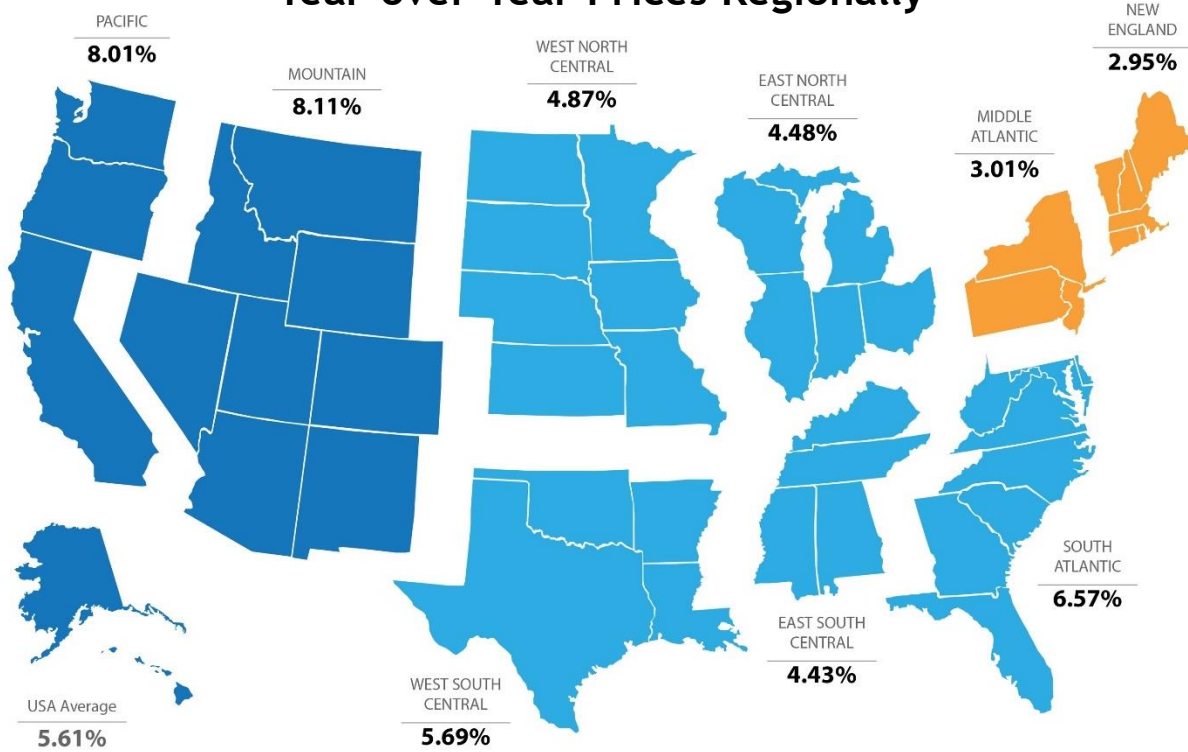 Year-over-Year Prices Regionally
PACIFIC
8.01%
MOUNTAIN
8.11%
WEST NORTH
CENTRAL
4.87%
EAST NORTH
CENTRAL
4.48%
MIDDLE
ATLANTIC
3.01%
NEW
ENGLAND
2.95%
USA Average
5.61%
WEST SOUTH
CENTRAL
5.69%
EAST SOUTH
CENTRAL
4.43%
SOUTH
ATLANTIC
6.57%